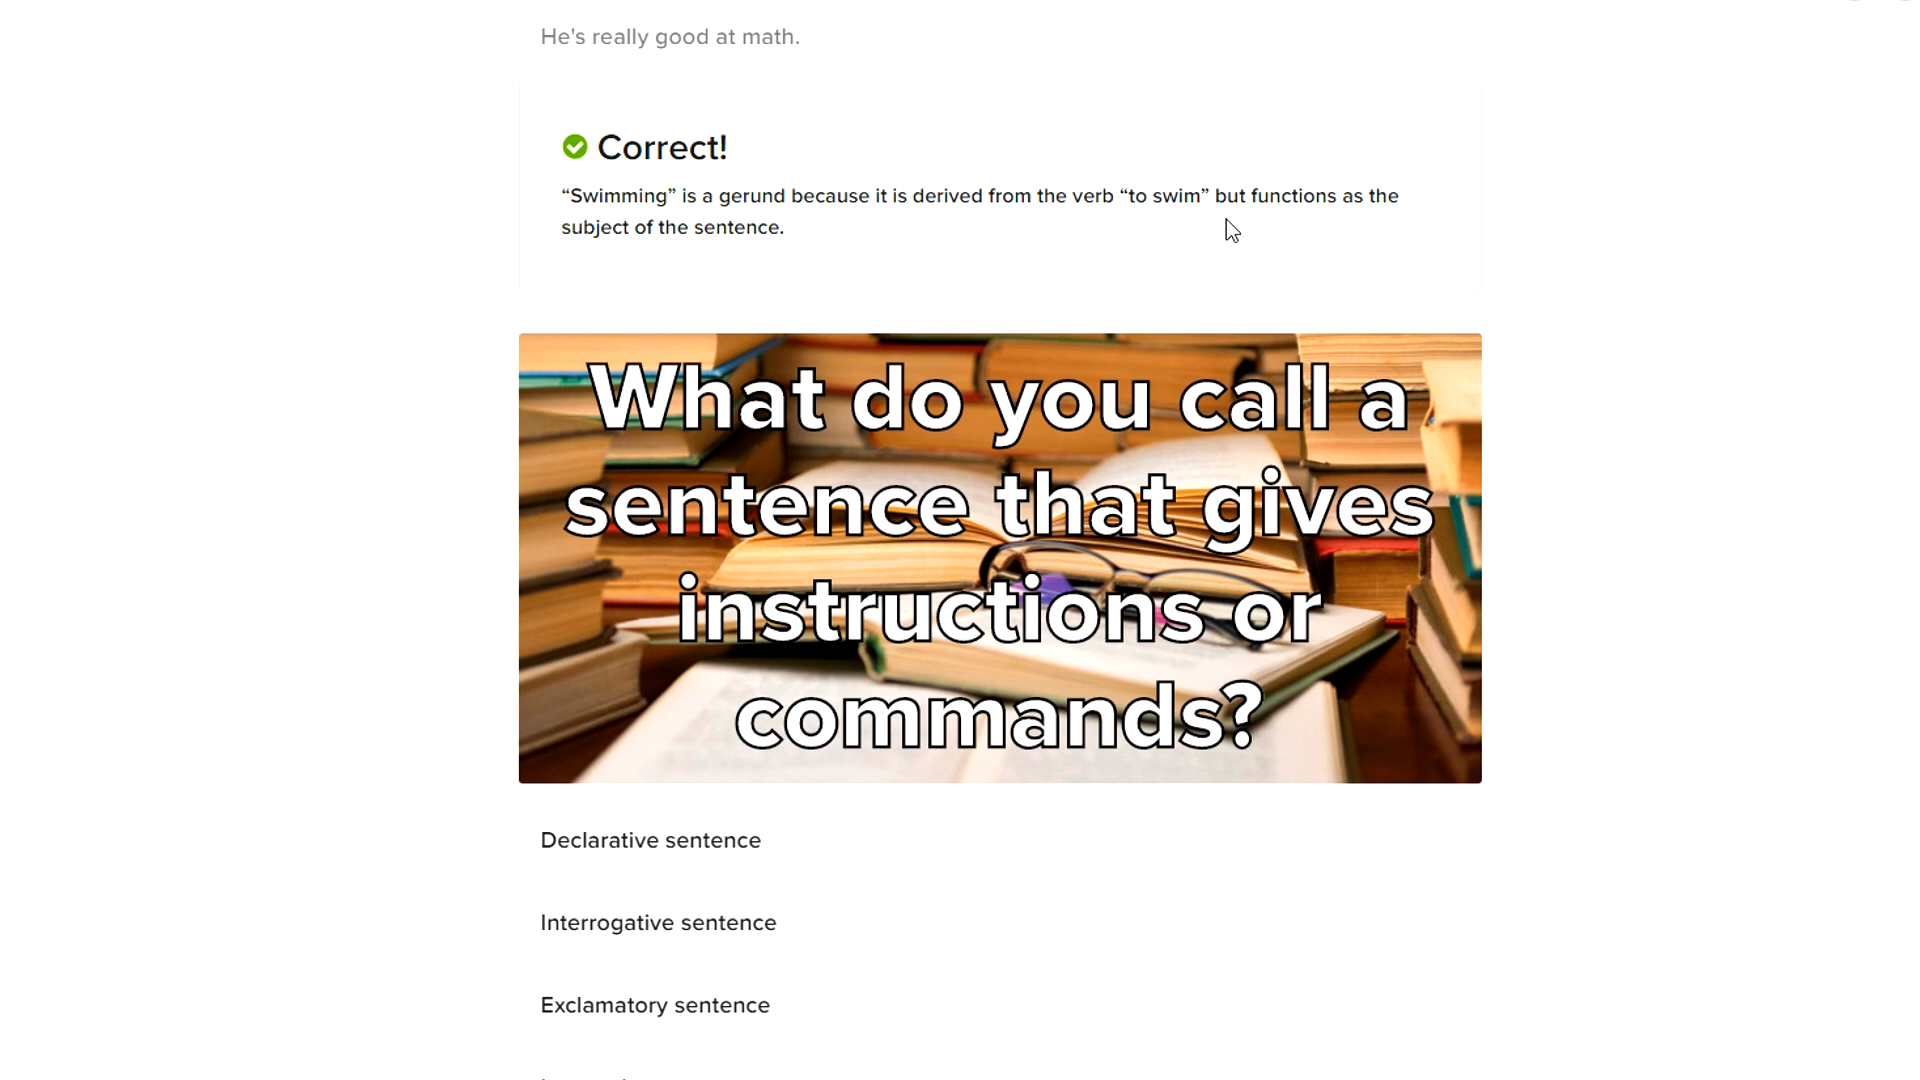 He's really good at math.
Correct!
“Swimming” is a gerund because it is derived from the verb “to swim” but functions as the
subject of the sentence.
What do you call a
sentence that gives
instructions or
commands?
Declarative sentence
Interrogative sentence
Exclamatory sentence